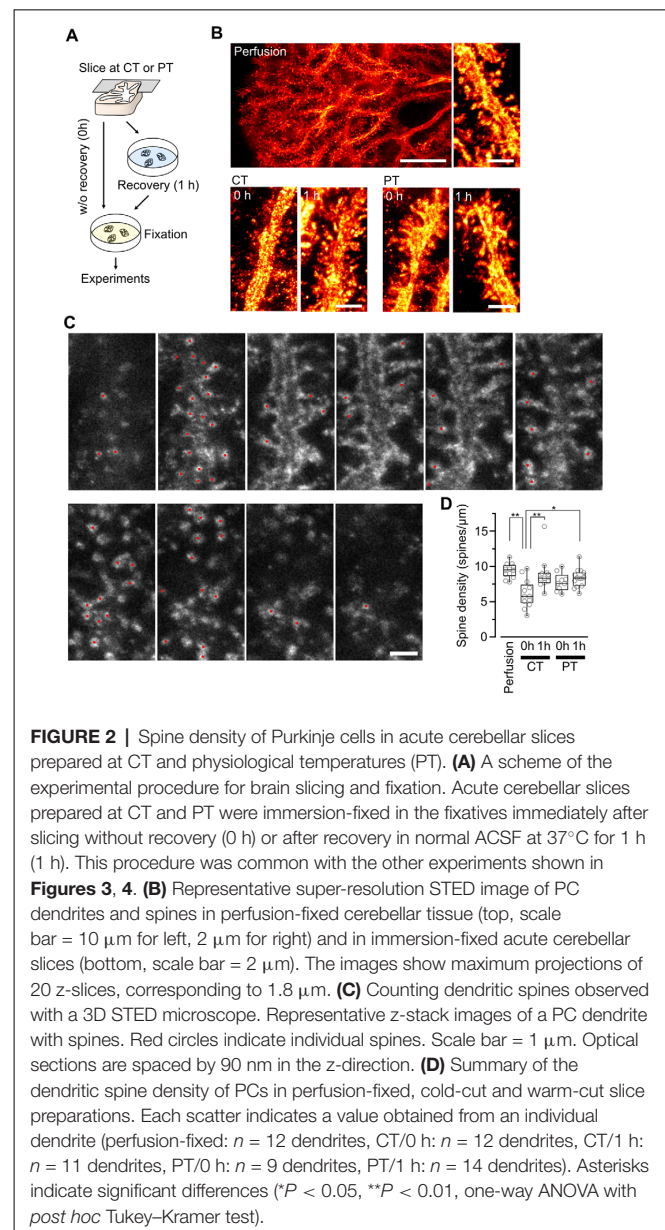 A
Slice at CT or PT
w/o recovery (0h)
Recovery (1 h)
Fixation
Experiments
B
Perfusion
CT
0 h
1 h
PT
0 h
1 h
C
D
Spine density (spines/μm)
15
10
5
0
**
**
*
Perfusion
0h 1h 0h 1h
CT PT
FIGURE 2 | Spine density of Purkinje cells in acute cerebellar slices
prepared at CT and physiological temperatures (PT). (A) A scheme of the
experimental procedure for brain slicing and fixation. Acute cerebellar slices
prepared at CT and PT were immersion-fixed in the fixatives immediately after
slicing without recovery (0 h) or after recovery in normal ACSF at 37°C for 1 h
(1 h). This procedure was common with the other experiments shown in
Figures 3, 4. (B) Representative super-resolution STED image of PC
dendrites and spines in perfusion-fixed cerebellar tissue (top, scale
bar = 10 μm for left, 2 μm for right) and in immersion-fixed acute cerebellar
slices (bottom, scale bar = 2 μm). The images show maximum projections of
20 z-slices, corresponding to 1.8 μm. (C) Counting dendritic spines observed
with a 3D STED microscope. Representative z-stack images of a PC dendrite
with spines. Red circles indicate individual spines. Scale bar = 1 μm. Optical
sections are spaced by 90 nm in the z-direction. (D) Summary of the
dendritic spine density of PCs in perfusion-fixed, cold-cut and warm-cut slice
preparations. Each scatter indicates a value obtained from an individual
dendrite (perfusion-fixed: n = 12 dendrites, CT/0 h: n = 12 dendrites, CT/1 h:
n = 11 dendrites, PT/0 h: n = 9 dendrites, PT/1 h: n = 14 dendrites). Asterisks
indicate significant differences (*P < 0.05, **P < 0.01, one-way ANOVA with
post hoc Tukey–Kramer test).